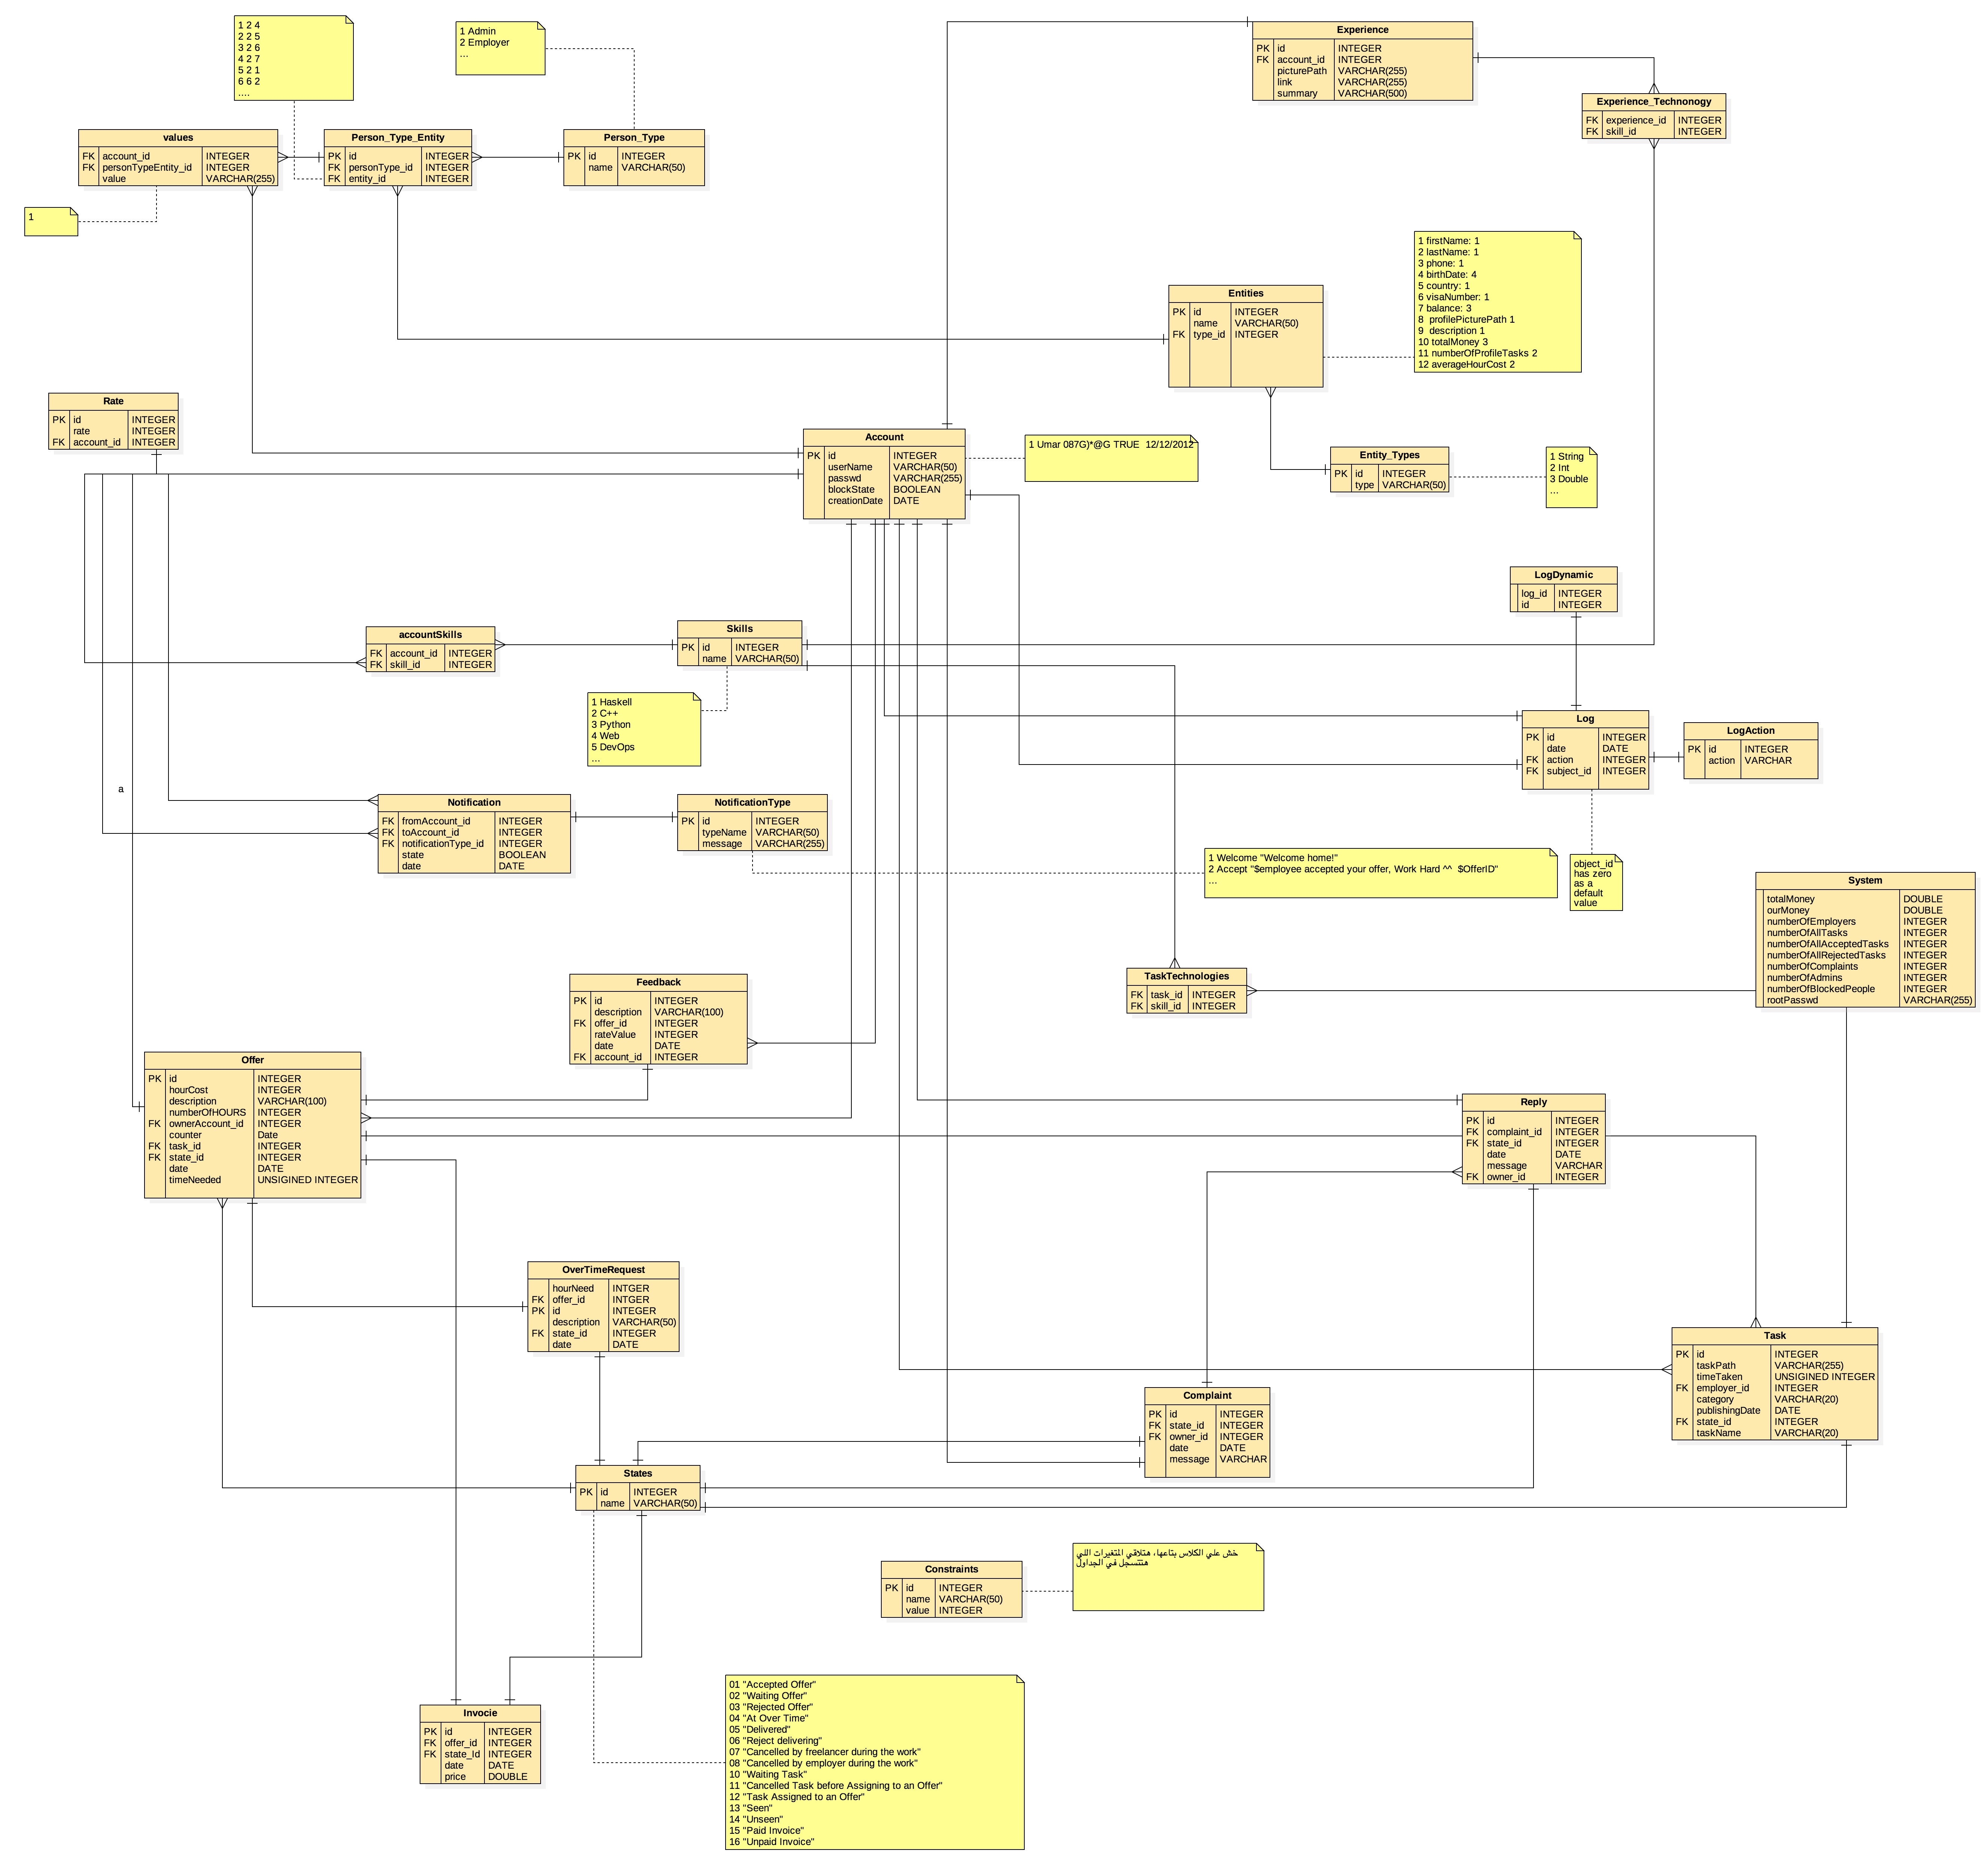 1 2 4
2 2 5
3 2 6
4 2 7
5 2 1
6 6 2
....
1 Admin
2 Employer
...
Experience
PK id INTEGER
FK account_id INTEGER
picturePath VARCHAR(255)
link VARCHAR(255)
summary VARCHAR(500)
Experience_Technonogy
FK experience_id INTEGER
FK skill_id INTEGER
values
FK account_id INTEGER
FK personTypeEntity_id INTEGER
value VARCHAR(255)
Person_Type_Entity
PK id INTEGER
FK personType_id INTEGER
FK entity_id INTEGER
Person_Type
PK id INTEGER
name VARCHAR(50)
1
1 firstName: 1
2 lastName: 1
3 phone: 1
4 birthDate: 4
5 country: 1
6 visaNumber: 1
7 balance: 3
8  profilePicturePath 1
9  description 1
10 totalMoney 3
11 numberOfProfileTasks 2
12 averageHourCost 2
Entities
PK id INTEGER
name VARCHAR(50)
FK type_id INTEGER
Rate
PK id INTEGER
rate INTEGER
FK account_id INTEGER
Account
PK id INTEGER
userName VARCHAR(50)
passwd VARCHAR(255)
blockState BOOLEAN
creationDate DATE
1 Umar 087G)*@G TRUE  12/12/2012
Entity_Types
PK id INTEGER
type VARCHAR(50)
1 String
2 Int
3 Double
...
LogDynamic
log_id INTEGER
id INTEGER
accountSkills
FK account_id INTEGER
FK skill_id INTEGER
Skills
PK id INTEGER
name VARCHAR(50)
1 Haskell
2 C++
3 Python
4 Web
5 DevOps
...
Log
PK id INTEGER
date DATE
FK action INTEGER
FK subject_id INTEGER
LogAction
PK id INTEGER
action VARCHAR
a
Notification
FK fromAccount_id INTEGER
FK toAccount_id INTEGER
FK notificationType_id INTEGER
state BOOLEAN
date DATE
NotificationType
PK id INTEGER
typeName VARCHAR(50)
message VARCHAR(255)
1 Welcome "Welcome home!"
2 Accept "$employee accepted your offer, Work Hard ^^  $OfferID"
...
object_id
has zero
as a
default
value
System
totalMoney DOUBLE
ourMoney DOUBLE
numberOfEmployers INTEGER
numberOfAllTasks INTEGER
numberOfAllAcceptedTasks INTEGER
numberOfAllRejectedTasks INTEGER
numberOfComplaints INTEGER
numberOfAdmins INTEGER
numberOfBlockedPeople INTEGER
rootPasswd VARCHAR(255)
TaskTechnologies
FK task_id INTEGER
FK skill_id INTEGER
Feedback
PK id INTEGER
description VARCHAR(100)
FK offer_id INTEGER
rateValue INTEGER
date DATE
FK account_id INTEGER
Offer
PK id INTEGER
hourCost INTEGER
description VARCHAR(100)
numberOfHOURS INTEGER
FK ownerAccount_id INTEGER
counter Date
FK task_id INTEGER
FK state_id INTEGER
date DATE
timeNeeded UNSIGINED INTEGER
Reply
PK id INTEGER
FK complaint_id INTEGER
FK state_id INTEGER
date DATE
message VARCHAR
FK owner_id INTEGER
OverTimeRequest
hourNeed INTGER
FK offer_id INTGER
PK id INTEGER
description VARCHAR(50)
FK state_id INTEGER
date DATE
Task
PK id INTEGER
taskPath VARCHAR(255)
timeTaken UNSIGINED INTEGER
FK employer_id INTEGER
category VARCHAR(20)
publishingDate DATE
FK state_id INTEGER
taskName VARCHAR(20)
Complaint
PK id INTEGER
FK state_id INTEGER
FK owner_id INTEGER
date DATE
message VARCHAR
States
PK id INTEGER
name VARCHAR(50)
Constraints
PK id INTEGER
name VARCHAR(50)
value INTEGER
خش علي الكلاس بتاعها، هتلاقي المتغيرات اللي
هتتسجل في الجداول
Invocie
PK id INTEGER
FK offer_id INTEGER
FK state_Id INTEGER
date DATE
price DOUBLE
01 "Accepted Offer"
02 "Waiting Offer"
03 "Rejected Offer"
04 "At Over Time"
05 "Delivered"
06 "Reject delivering"
07 "Cancelled by freelancer during the work"
08 "Cancelled by employer during the work"
10 "Waiting Task"
11 "Cancelled Task before Assigning to an Offer"
12 "Task Assigned to an Offer"
13 "Seen"
14 "Unseen"
15 "Paid Invoice"
16 "Unpaid Invoice"